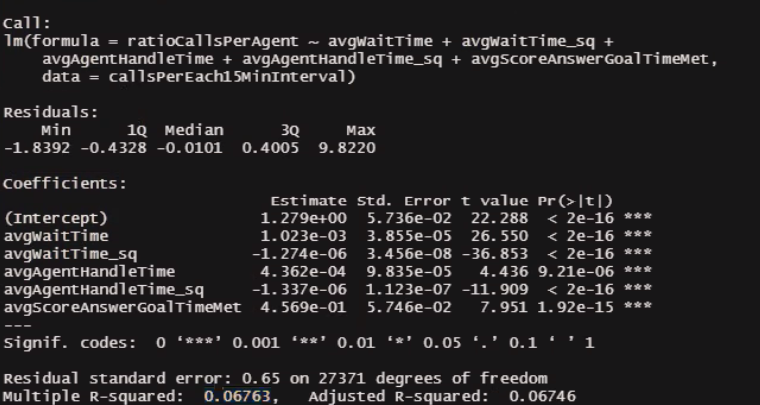 Call:
lm(formula = ratioCallsPerAgent ~ avgWaitTime + avgWaitTime_sq +
    avgAgentHandleTime + avgAgentHandleTime_sq + avgScoreAnswerGoalTimeMet,
    data = callsPerEach15MinInterval)
Residuals:
    Min      1Q  Median      3Q     Max
-1.8392 -0.4328 -0.0101  0.4005  9.8220
Coefficients:
                            Estimate Std. Error t value Pr(>|t|)
(Intercept)                1.279e+00  5.736e-02  22.288  < 2e-16 ***
avgWaitTime                1.023e-03  3.855e-05  26.550  < 2e-16 ***
avgWaitTime_sq            -1.274e-06  3.456e-08 -36.853  < 2e-16 ***
avgAgentHandleTime         4.362e-04  9.835e-05   4.436 9.21e-06 ***
avgAgentHandleTime_sq     -1.337e-06  1.123e-07 -11.909  < 2e-16 ***
avgScoreAnswerGoalTimeMet  4.569e-01  5.746e-02   7.951 1.92e-15 ***
---
Signif. codes:  0 ‘***’ 0.001 ‘**’ 0.01 ‘*’ 0.05 ‘.’ 0.1 ‘ ’ 1
Residual standard error: 0.65 on 27371 degrees of freedom
Multiple R-squared:  0.06763,   Adjusted R-squared:  0.06746